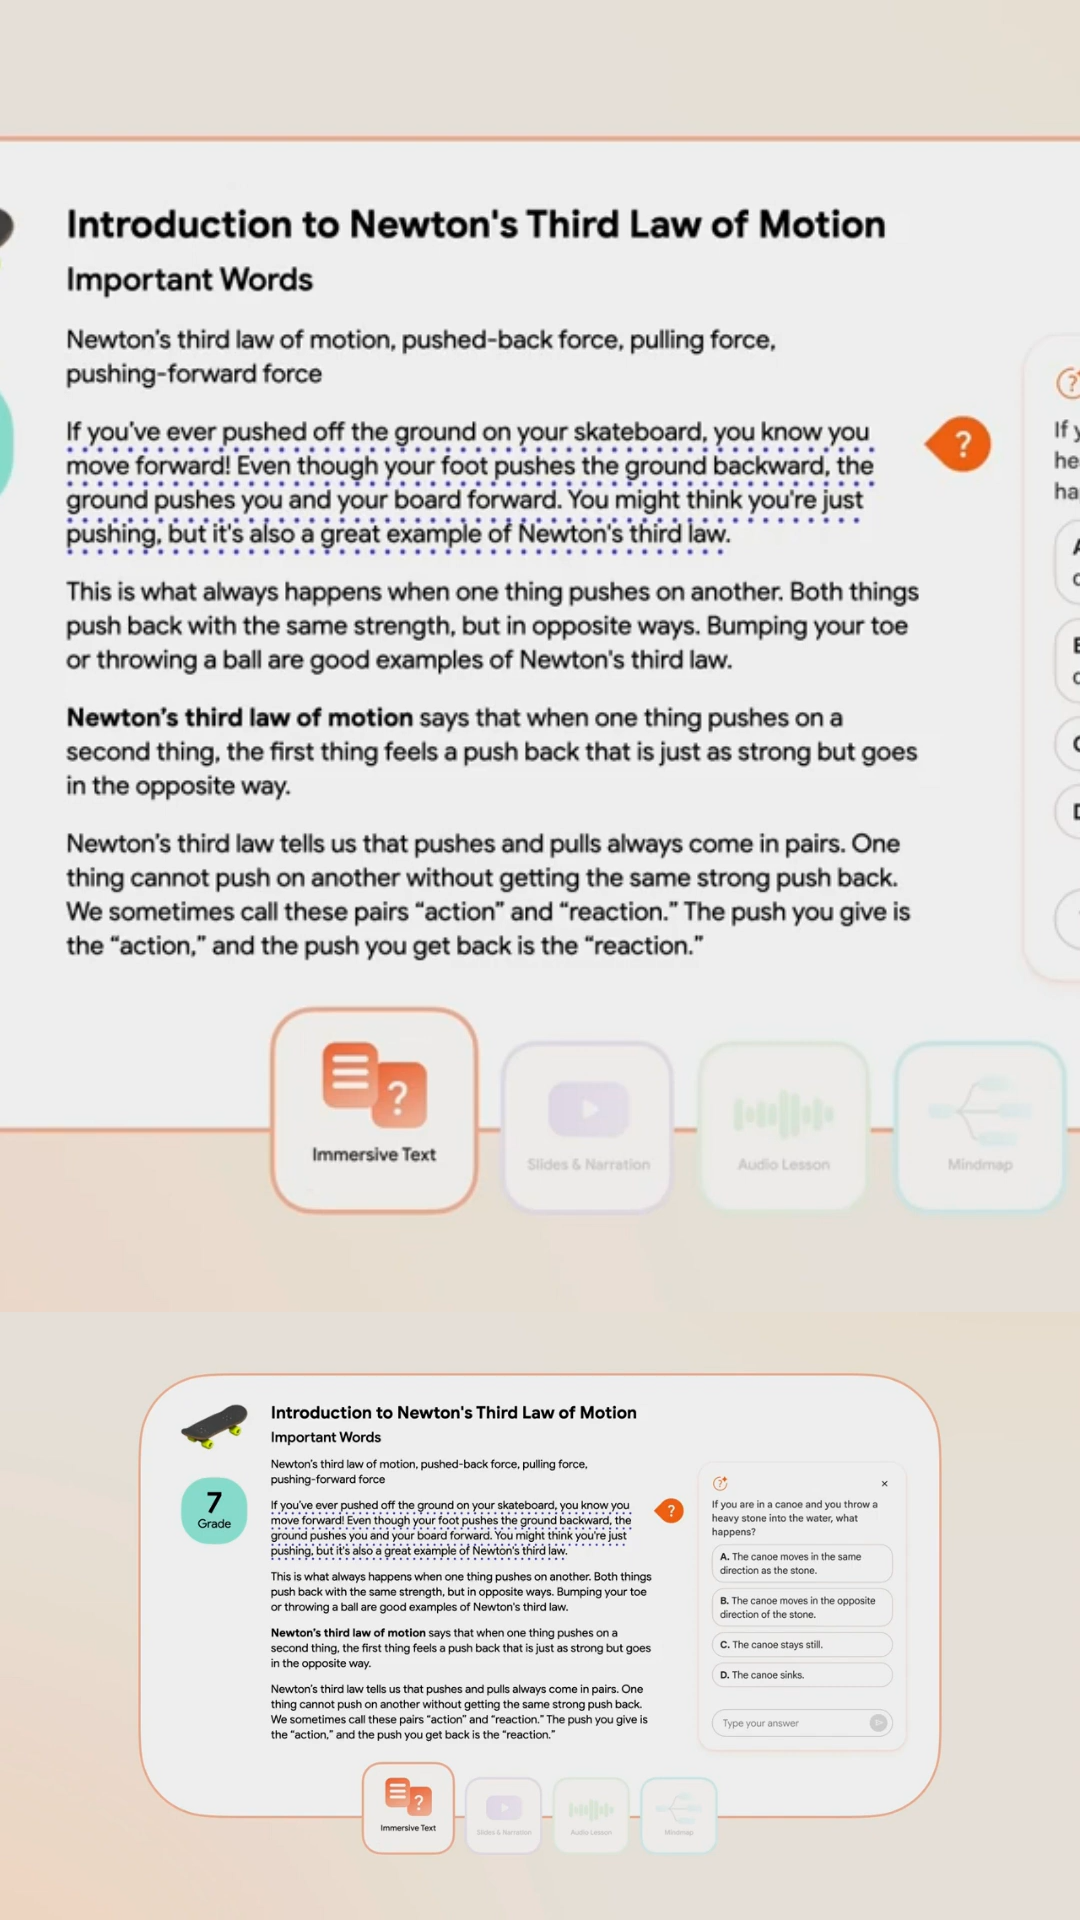 Introduction to Newton's Third Law of Motion
Important Words
Newton's third law of motion, pushed-back force, pulling force,
pushing-forward force
If you've ever pushed off the ground on your skateboard, you know you
move forward! Even though your foot pushes the ground backward, the
ground pushes you and your board forward. You might think you're just
pushing, but it's also a great example of Newton's third law.
This is what always happens when one thing pushes on another. Both things
push back with the same strength, but in opposite ways. Bumping your toe
or throwing a ball are good examples of Newton's third law.
Newton's third law of motion says that when one thing pushes on a
second thing, the first thing feels a push back that is just as strong but goes
in the opposite way.
Newton's third law tells us that pushes and pulls always come in pairs. One
thing cannot push on another without getting the same strong push back.
We sometimes call these pairs “action” and “reaction.” The push you give is
the “action,” and the push you get back is the “reaction.”
?
?
If y
he
ha
?
Immersive Text
Slides & Narration
Audio Lesson
Mindmap
7
Grade
Introduction to Newton's Third Law of Motion
Important Words
Newton's third law of motion, pushed-back force, pulling force,
pushing-forward force
If you've ever pushed off the ground on your skateboard, you know you
move forward! Even though your foot pushes the ground backward, the
ground pushes you and your board forward. You might think you're just
pushing, but it's also a great example of Newton's third law.
This is what always happens when one thing pushes on another. Both things
push back with the same strength, but in opposite ways. Bumping your toe
or throwing a ball are good examples of Newton's third law.
Newton's third law of motion says that when one thing pushes on a
second thing, the first thing feels a push back that is just as strong but goes
in the opposite way.
Newton's third law tells us that pushes and pulls always come in pairs. One
thing cannot push on another without getting the same strong push back.
We sometimes call these pairs “action” and “reaction.” The push you give is
the “action,” and the push you get back is the “reaction.”
?
?
If you are in a canoe and you throw a
heavy stone into the water, what
happens?
A. The canoe moves in the same
direction as the stone.
B. The canoe moves in the opposite
direction of the stone.
C. The canoe stays still.
D. The canoe sinks.
Type your answer
?
Immersive Text
Slides & Narration
Audio Lesson
Mindmap